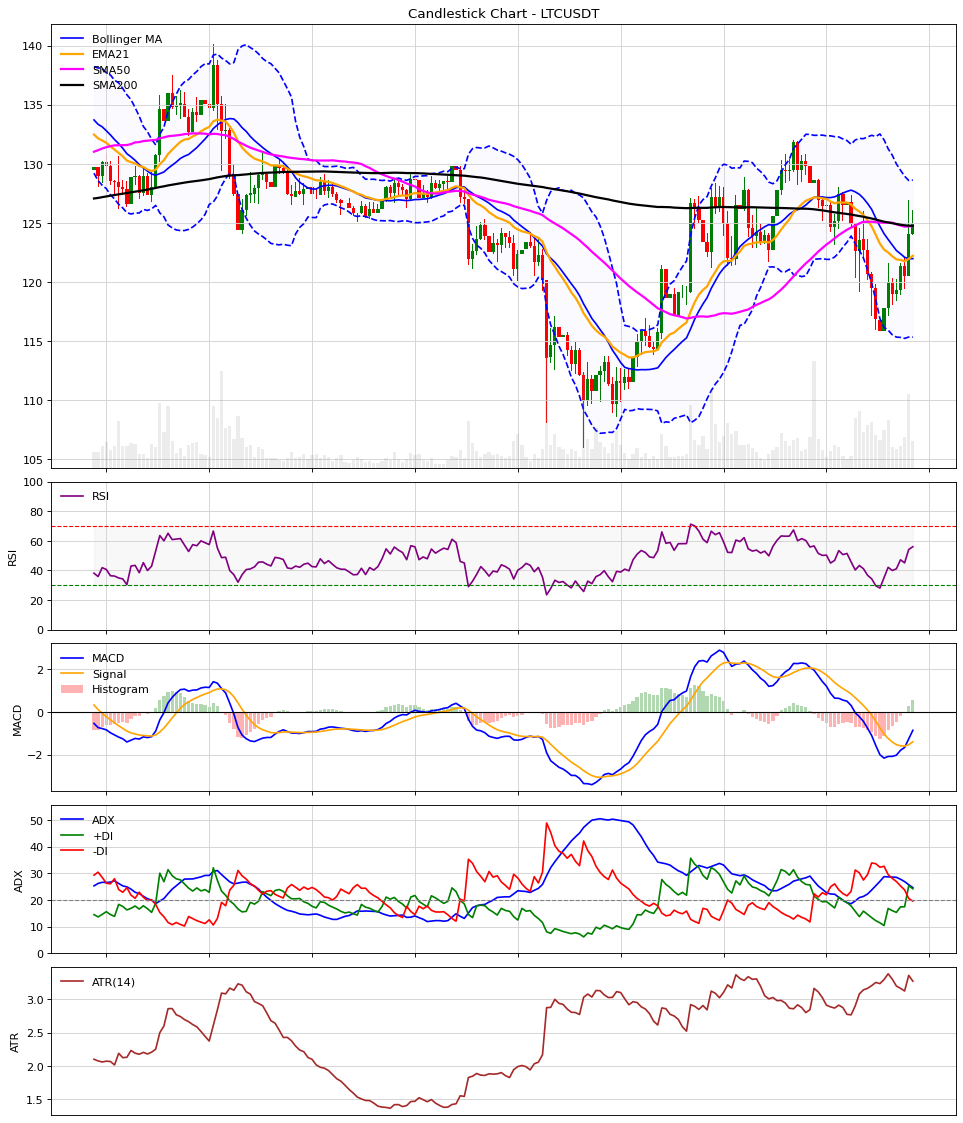 Candlestick Chart - LTCUSDT
Bollinger MA
EMA21
SMA50
SMA200
140
135
130
125
120
115
110
105
RSI
RSI
100
80
60
40
20
0
MACD
Signal
Histogram
MACD
2
0
−2
ADX
+DI
-DI
ADX
50
40
30
20
10
0
ATR(14)
ATR
3.0
2.5
2.0
1.5